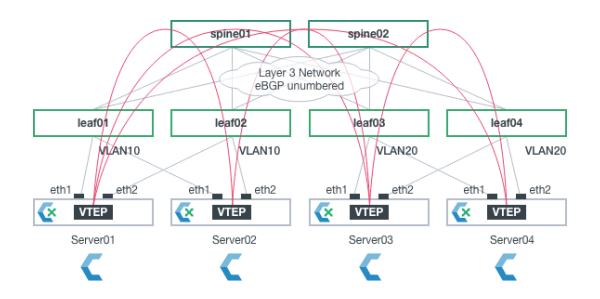 spine01
spine02
Layer 3 Network
eBGP unumbered
leaf01
leaf02
leaf03
leaf04
VLAN10
VLAN10
VLAN20
VLAN20
eth1
eth2
eth1
eth2
eth1
eth2
eth1
eth2
VTEP
VTEP
VTEP
VTEP
Server01
Server02
Server03
Server04